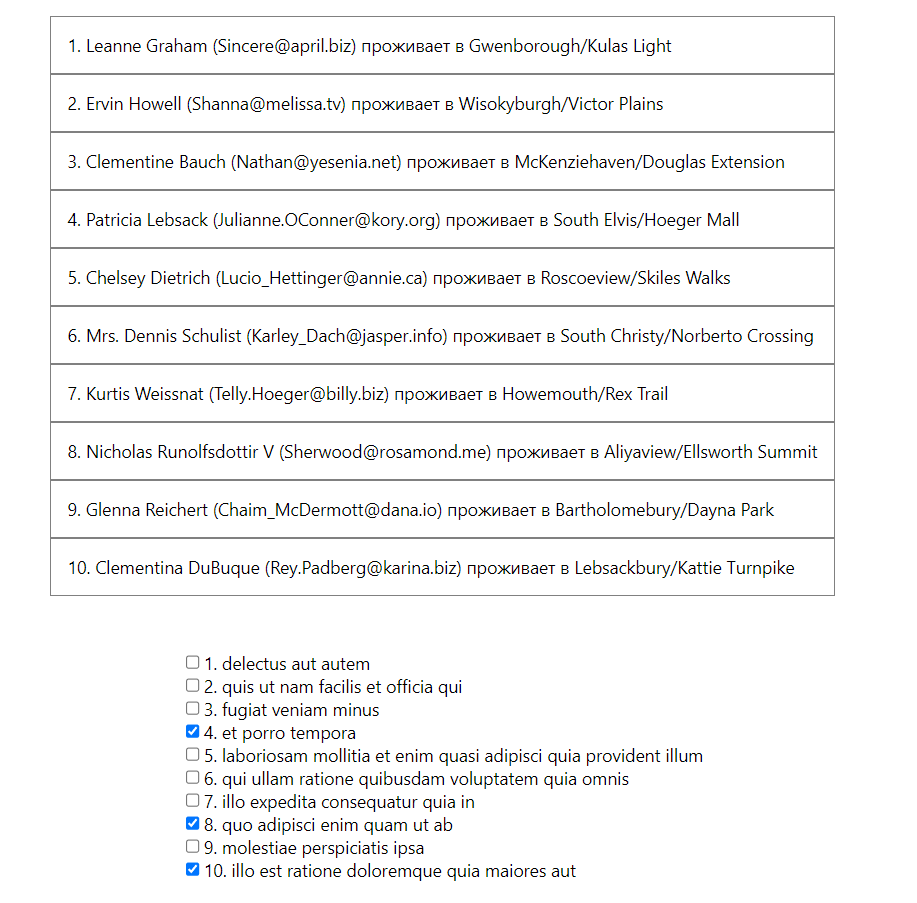 1. Leanne Graham (Sincere@april.biz) проживает в Gwenborough/Kulas Light
2. Ervin Howell (Shanna@melissa.tv) проживает в Wisokyburgh/Victor Plains
3. Clementine Bauch (Nathan@yesenia.net) проживает в McKenziehaven/Douglas Extension
4. Patricia Lebsack (Julianne.OConner@kory.org) проживает в South Elvis/Hoeger Mall
5. Chelsey Dietrich (Lucio_Hettinger@annie.ca) проживает в Roscoeview/Skiles Walks
6. Mrs. Dennis Schulist (Karley_Dach@jasper.info) проживает в South Christy/Norberto Crossing
7. Kurtis Weissnat (Telly.Hoeger@billy.biz) проживает в Howemouth/Rex Trail
8. Nicholas Runolfsdottir V (Sherwood@rosamond.me) проживает в Aliyaview/Ellsworth Summit
9. Glenna Reichert (Chaim_McDermott@dana.io) проживает в Bartholomebury/Dayna Park
10. Clementina DuBuque (Rey.Padberg@karina.biz) проживает в Lebsackbury/Kattie Turnpike
1. delectus aut autem
2. quis ut nam facilis et officia qui
3. fugiat veniam minus
4. et porro tempora
5. laboriosam mollitia et enim quasi adipisci quia provident illum
6. qui ullam ratione quibusdam voluptatem quia omnis
7. illo expedita consequatur quia in
8. quo adipisci enim quam ut ab
9. molestiae perspiciatis ipsa
10. illo est ratione doloremque quia maiores aut